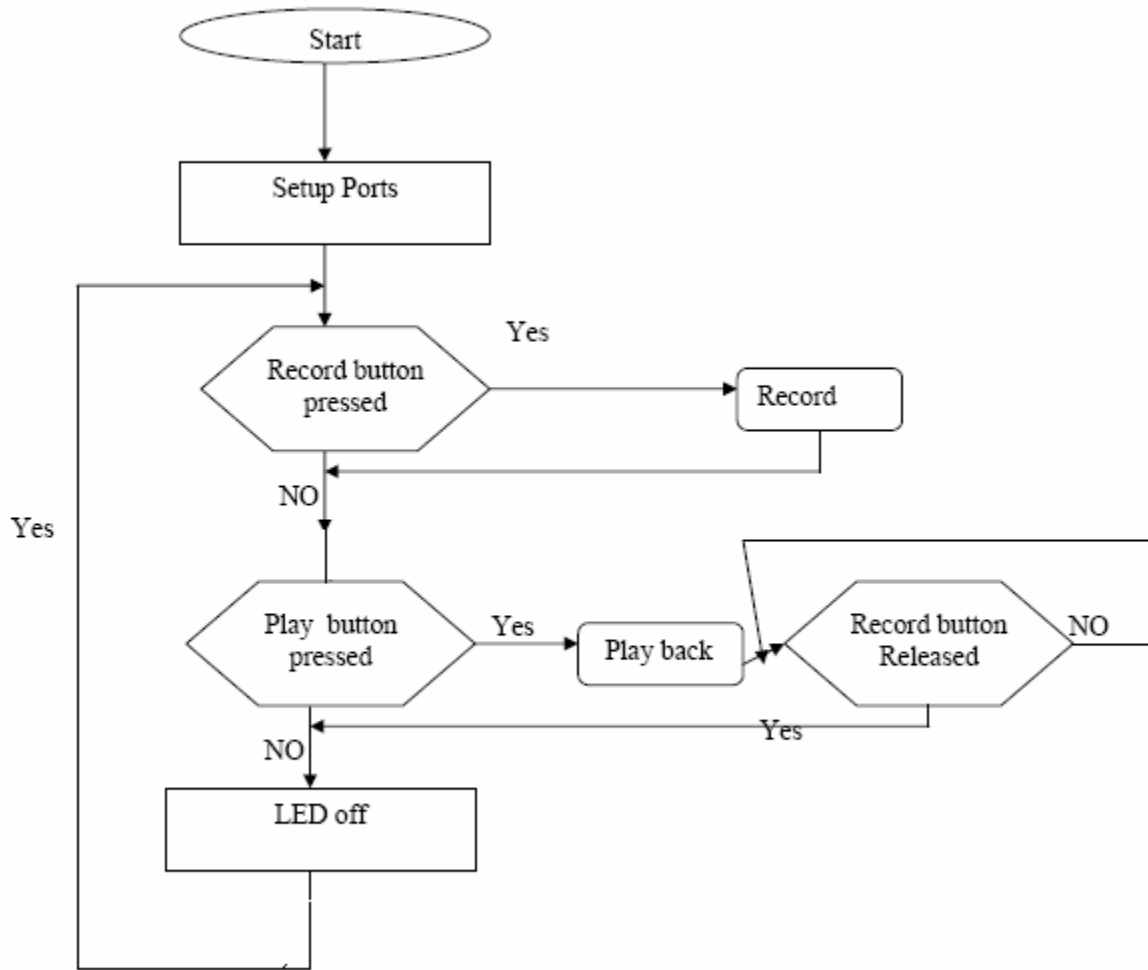 Start
Setup Ports
Yes
Record button
pressed
Record
NO
Yes
Play button
pressed
Yes
Play back
Record button
Released
NO
Yes
NO
LED off